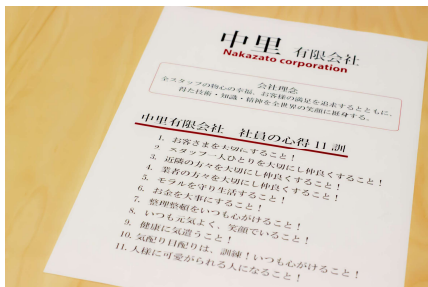 中里 有限会社
Nakazato corporation
会社理念
全スタッフの物心の幸福、お客様の満足を追求するとともに、
得た技術・知識・精神を全世界の笑顔に挺身する。
中里有限会社 社員の心得 11 訓
1. お客さまを大切にすること！
2. スタッフ一人ひとりを大切にし仲良くすること！
3. 近隣の方々を大切にし仲良くすること！
4. 業者の方々を大切にし仲良くすること！
5. モラルを守り生活すること！
6. お金を大事にすること！
7. 整理整頓をいつも心がけること！
8. いつも元気よく、笑顔でいること！
9. 健康に気遣うこと！
10. 気配り目配りは、訓練！いつも心がけること！
11. 人様に可愛がられる人になること！